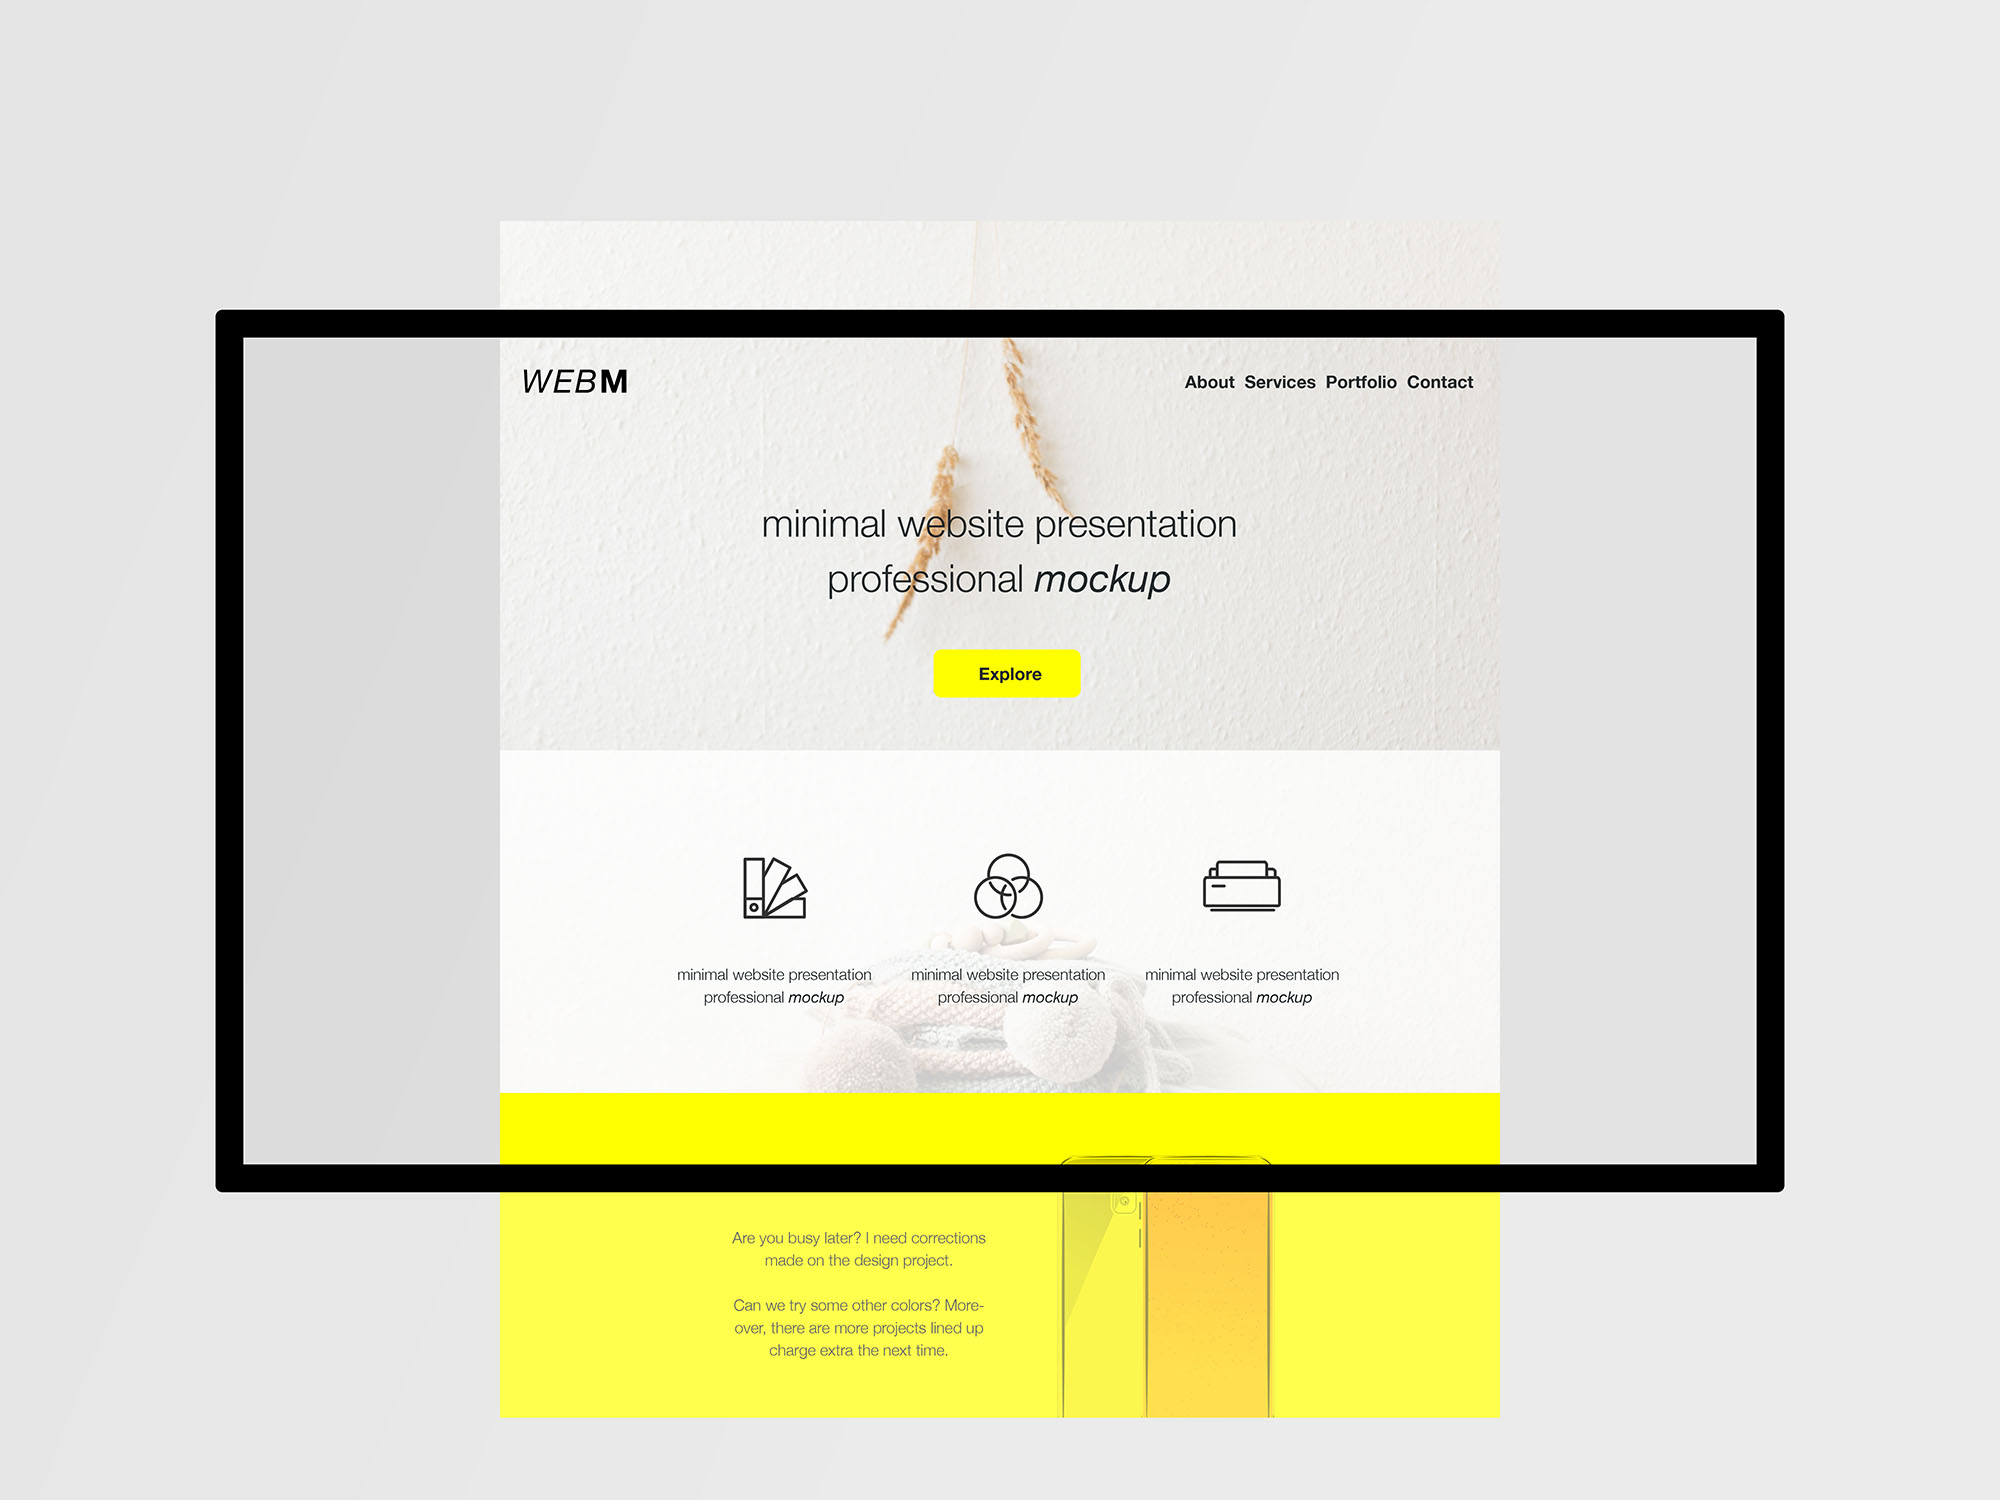 WEBM
About Services Portfolio Contact
minimal website presentation
professional mockup
Explore
minimal website presentation
professional mockup
minimal website presentation
professional mockup
minimal website presentation
professional mockup
Are you busy later? I need corrections
made on the design project.
Can we try some other colors? More-
over, there are more projects lined up
charge extra the next time.